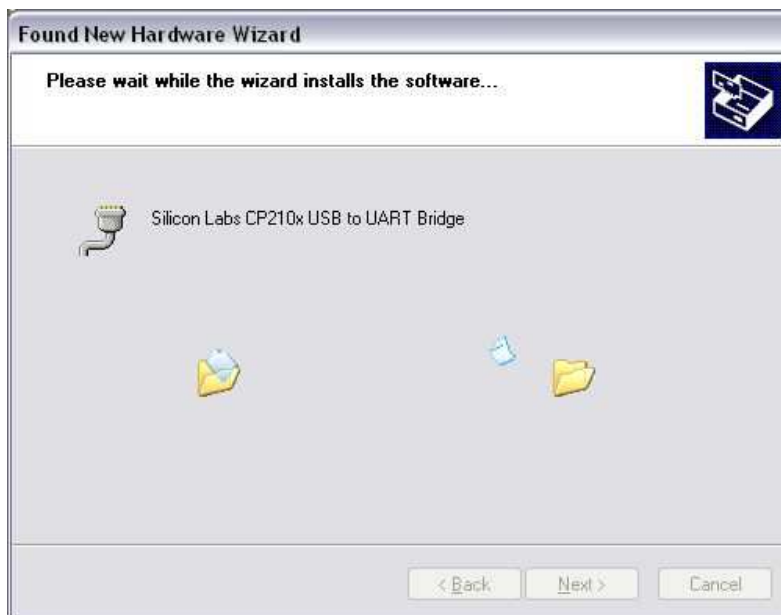 Found New Hardware Wizard
Please wait while the wizard installs the software...
Silicon Labs CP210x USB to UART Bridge
< Back
Next >
Cancel